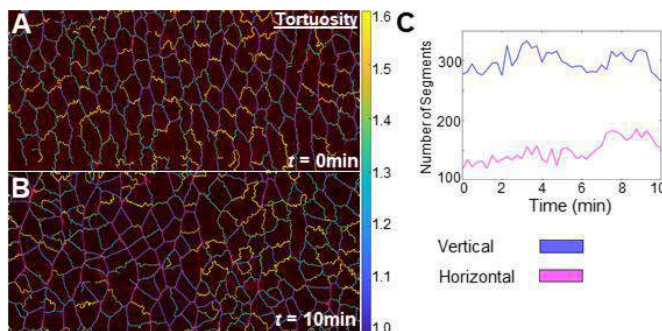 A
Tortuosity
t = 0min
B
t = 10min
1.6
1.5
1.4
1.3
1.2
1.1
1.0
C
Number of Segments
300
200
100
0
2
4
6
8
10
Time (min)
Vertical
Horizontal